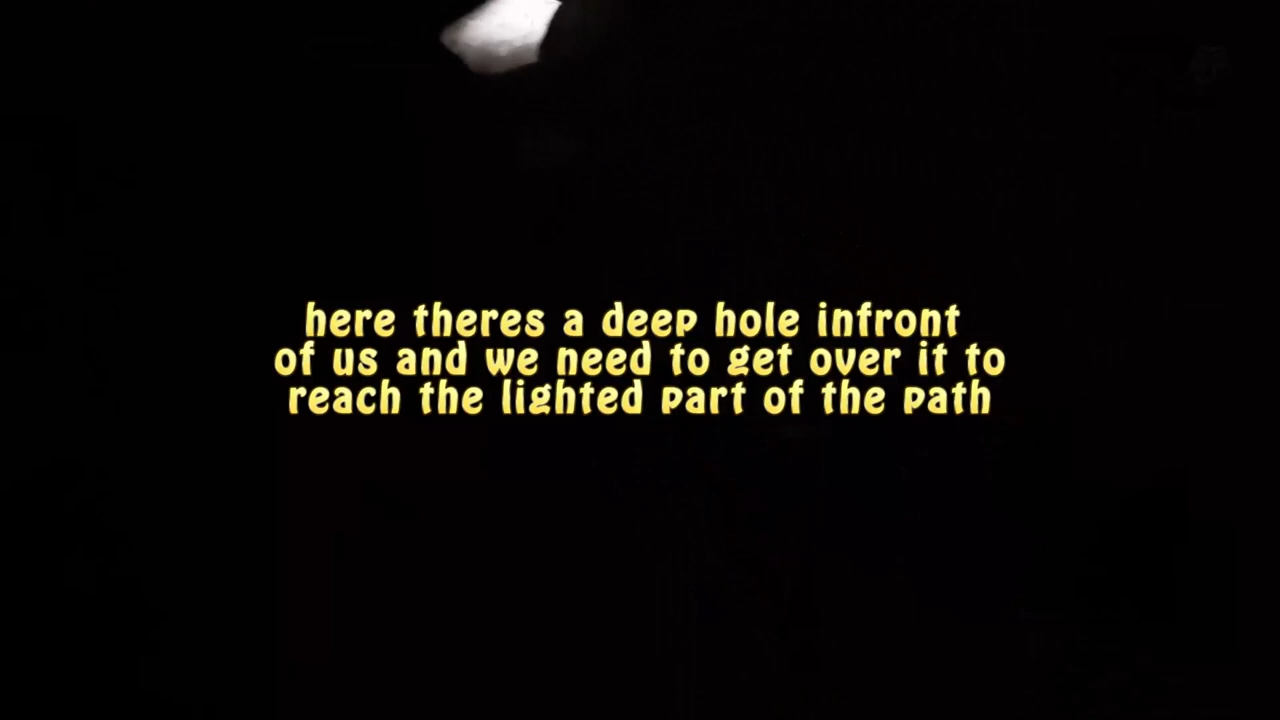 here theres a deep hole infront
of us and we need to get over it to
reach the lighted part of the path